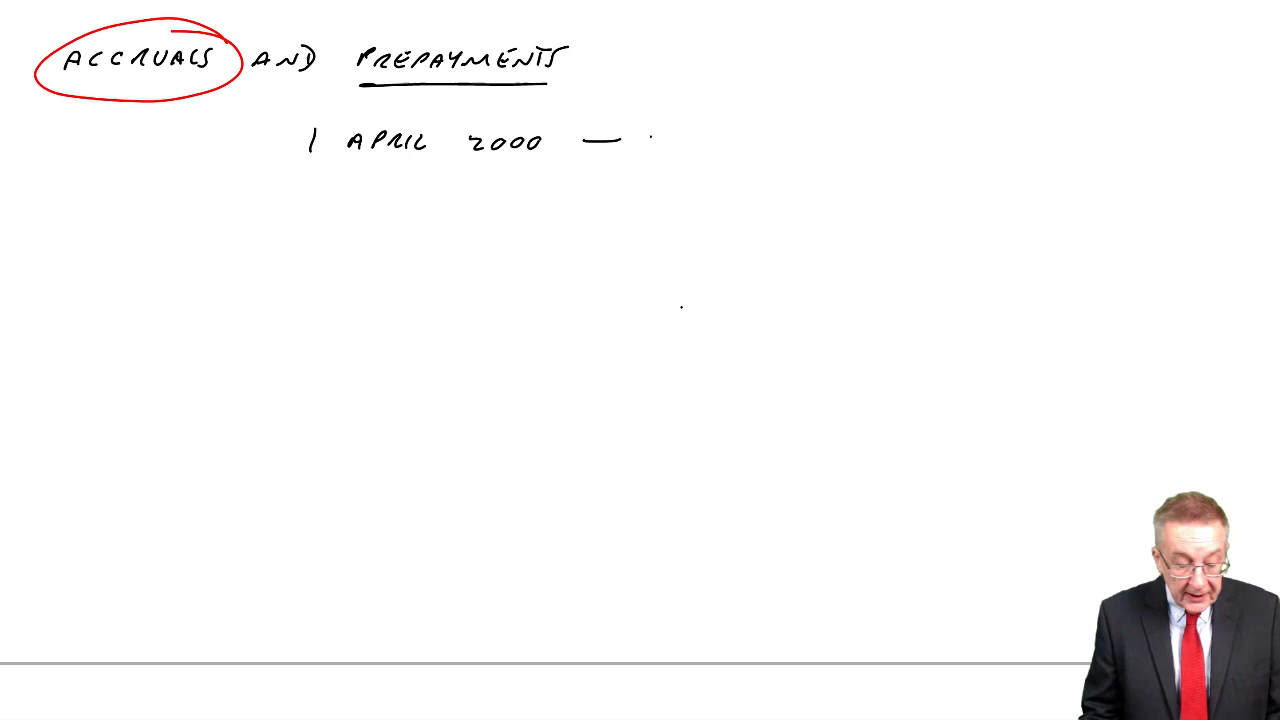 ACCRUALS AND PREPAYMENTS
1 APRIL 2000 —